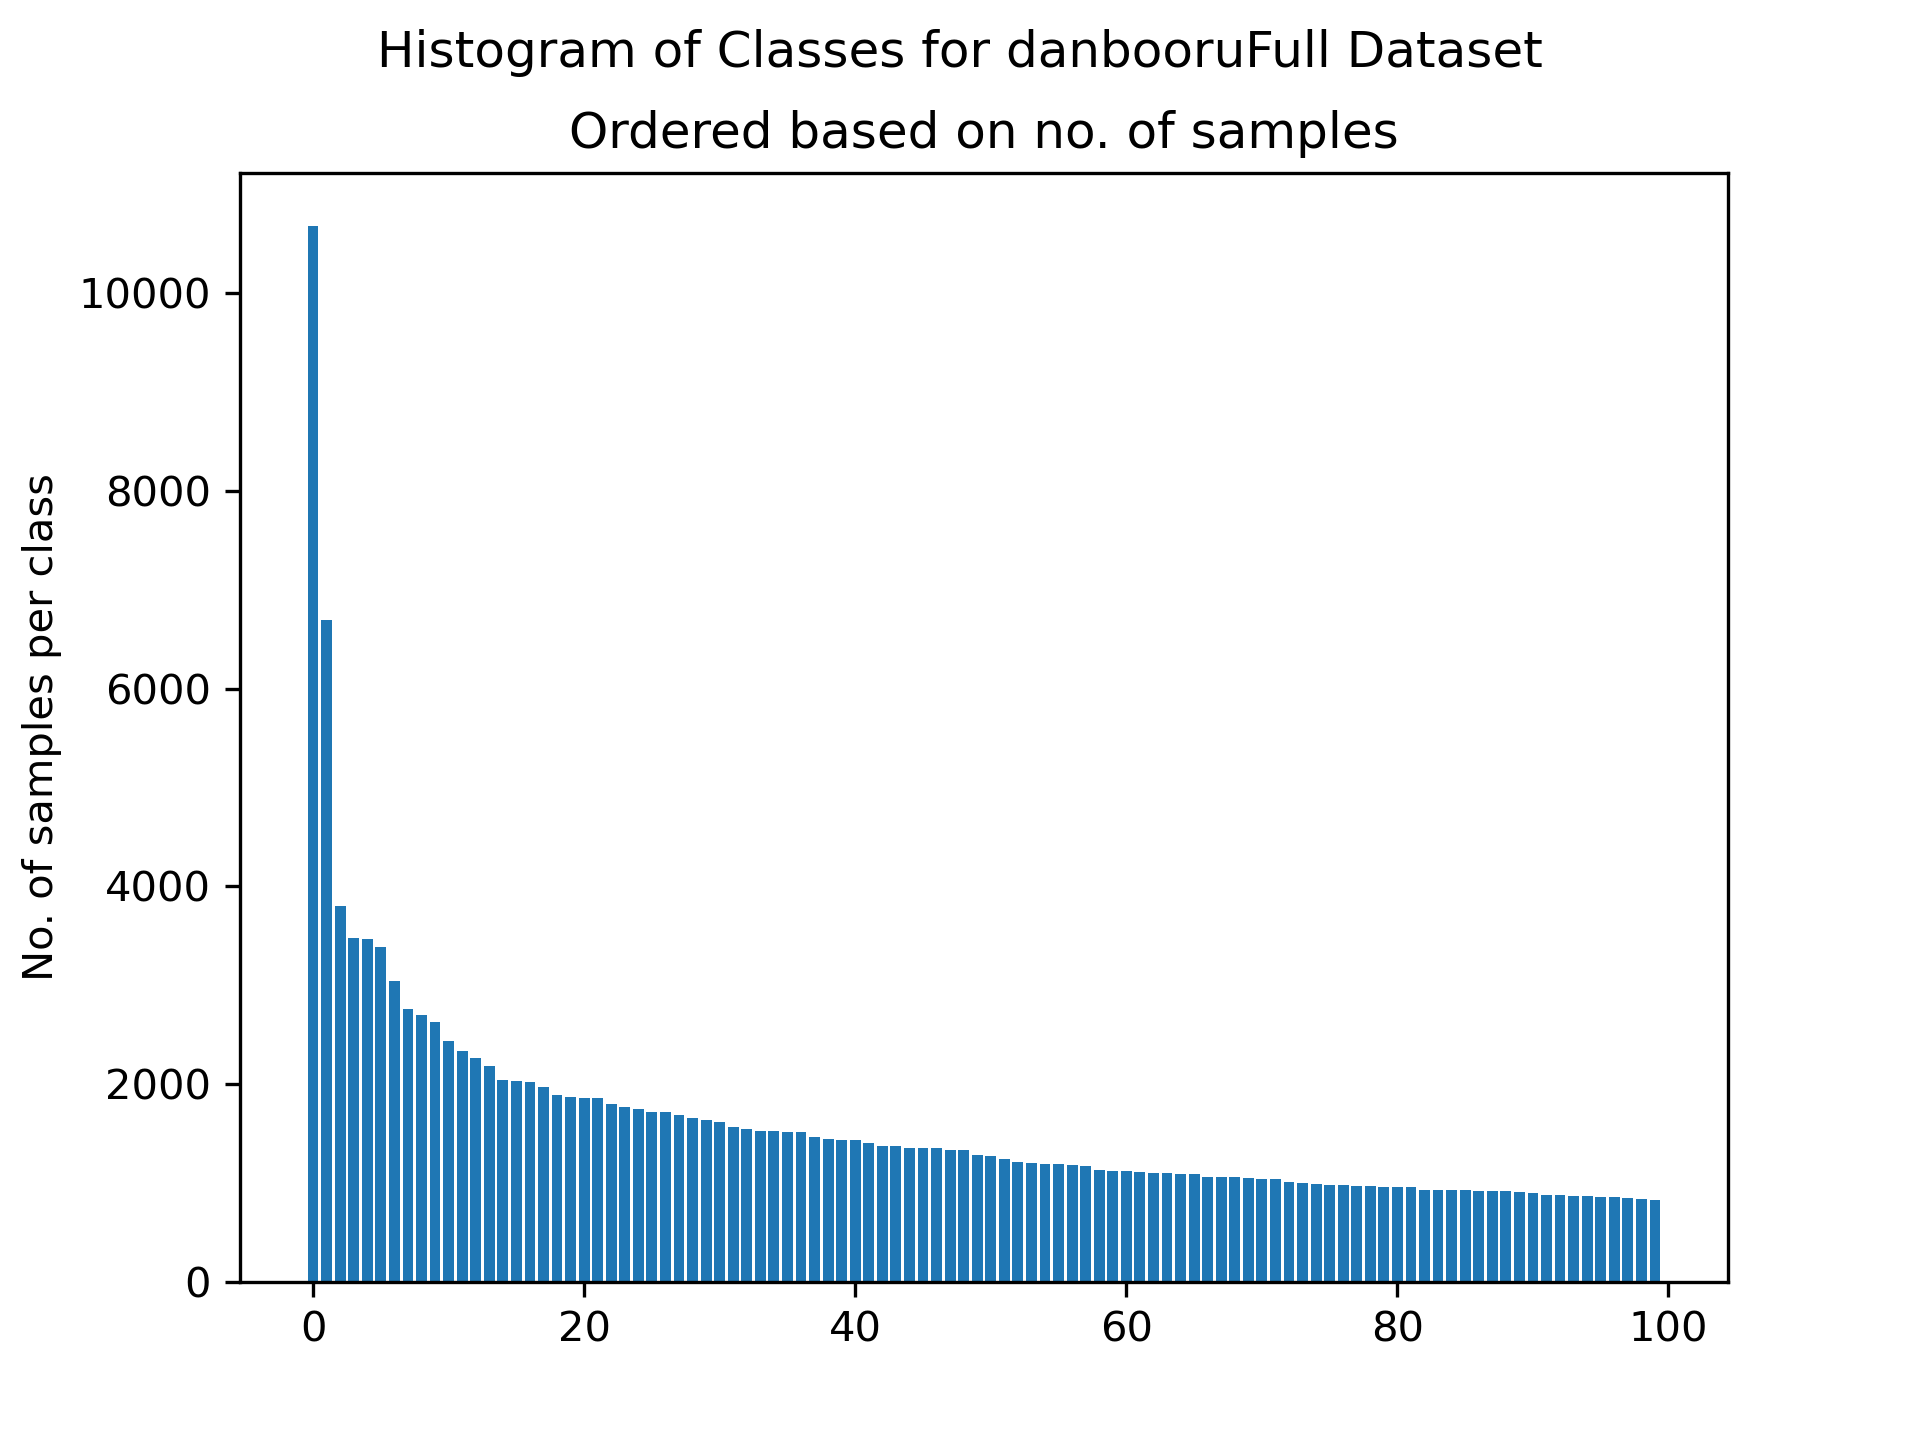 Histogram of Classes for danbooruFull Dataset
Ordered based on no. of samples
No. of samples per class
10000
8000
6000
4000
2000
0
0 20 40 60 80 100